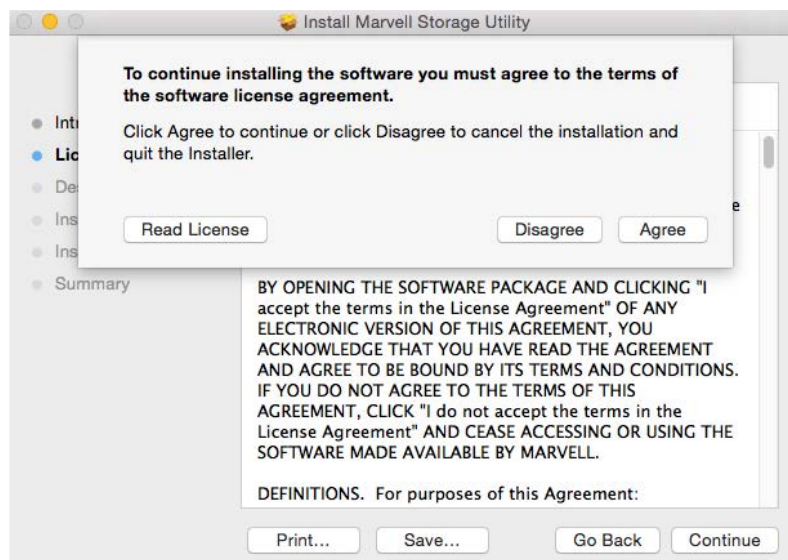 Install Marvell Storage Utility
To continue installing the software you must agree to the terms of
the software license agreement.
Click Agree to continue or click Disagree to cancel the installation and
quit the Installer.
Read License
Disagree
Agree
Summary
BY OPENING THE SOFTWARE PACKAGE AND CLICKING "I
accept the terms in the License Agreement" OF ANY
ELECTRONIC VERSION OF THIS AGREEMENT, YOU
ACKNOWLEDGE THAT YOU HAVE READ THE AGREEMENT
AND AGREE TO BE BOUND BY ITS TERMS AND CONDITIONS.
IF YOU DO NOT AGREE TO THE TERMS OF THIS
AGREEMENT, CLICK "I do not accept the terms in the
License Agreement" AND CEASE ACCESSING OR USING THE
SOFTWARE MADE AVAILABLE BY MARVELL.
DEFINITIONS. For purposes of this Agreement:
Print...
Save...
Go Back
Continue